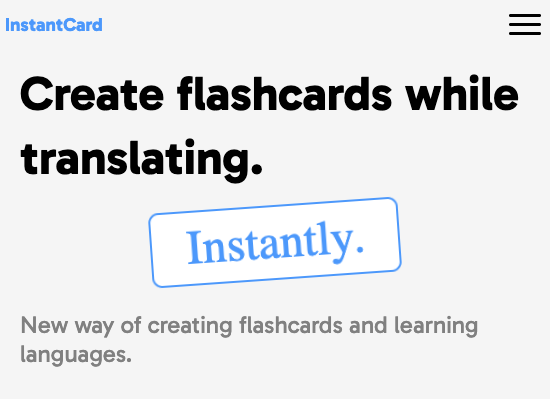 InstantCard
Create flashcards while
translating.
Instantly.
New way of creating flashcards and learning
languages.